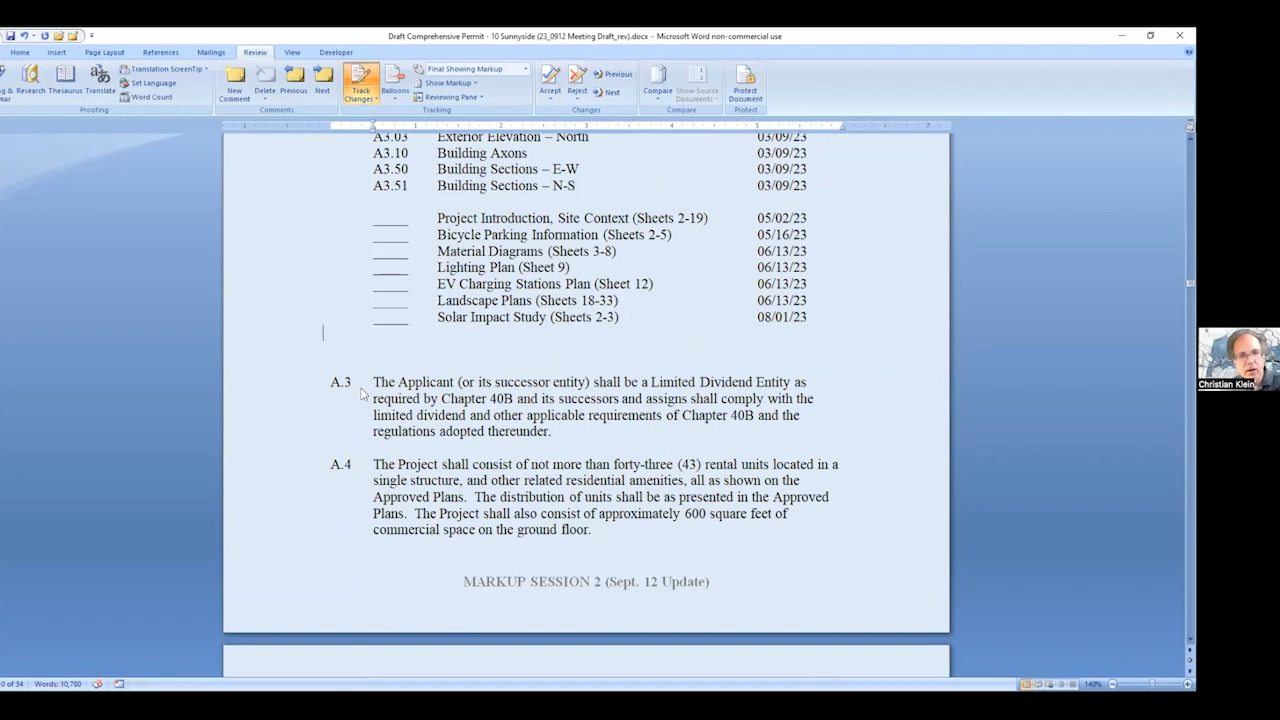 Draft Comprehensive Permit - 10 Sunnyside (23_0912 Meeting Draft_rev).docx - Microsoft Word non-commercial use
Home Insert Page Layout References Mailings Review View Developer
Research Thesaurus Translate
Translation ScreenTip
Set Language
Word Count
Proofing
New Comment
Delete
Previous
Next
Comments
Track Changes
Balloons
Final Showing Markup
Show Markup
Reviewing Pane
Tracking
Accept
Reject
Previous
Next
Changes
Compare
Show Source Documents
Compare
Protect Document
Protect
1 1 2 3 4 5 7
A3.03 Exterior Elevation – North 03/09/23
A3.10 Building Axons 03/09/23
A3.50 Building Sections – E-W 03/09/23
A3.51 Building Sections – N-S 03/09/23
_____ Project Introduction, Site Context (Sheets 2-19) 05/02/23
_____ Bicycle Parking Information (Sheets 2-5) 05/16/23
_____ Material Diagrams (Sheets 3-8) 06/13/23
_____ Lighting Plan (Sheet 9) 06/13/23
_____ EV Charging Stations Plan (Sheet 12) 06/13/23
_____ Landscape Plans (Sheets 18-33) 06/13/23
_____ Solar Impact Study (Sheets 2-3) 08/01/23
A.3 The Applicant (or its successor entity) shall be a Limited Dividend Entity as
required by Chapter 40B and its successors and assigns shall comply with the
limited dividend and other applicable requirements of Chapter 40B and the
regulations adopted thereunder.
A.4 The Project shall consist of not more than forty-three (43) rental units located in a
single structure, and other related residential amenities, all as shown on the
Approved Plans. The distribution of units shall be as presented in the Approved
Plans. The Project shall also consist of approximately 600 square feet of
commercial space on the ground floor.
MARKUP SESSION 2 (Sept. 12 Update)
Christian Klein
0 of 34 Words: 10,780 140%